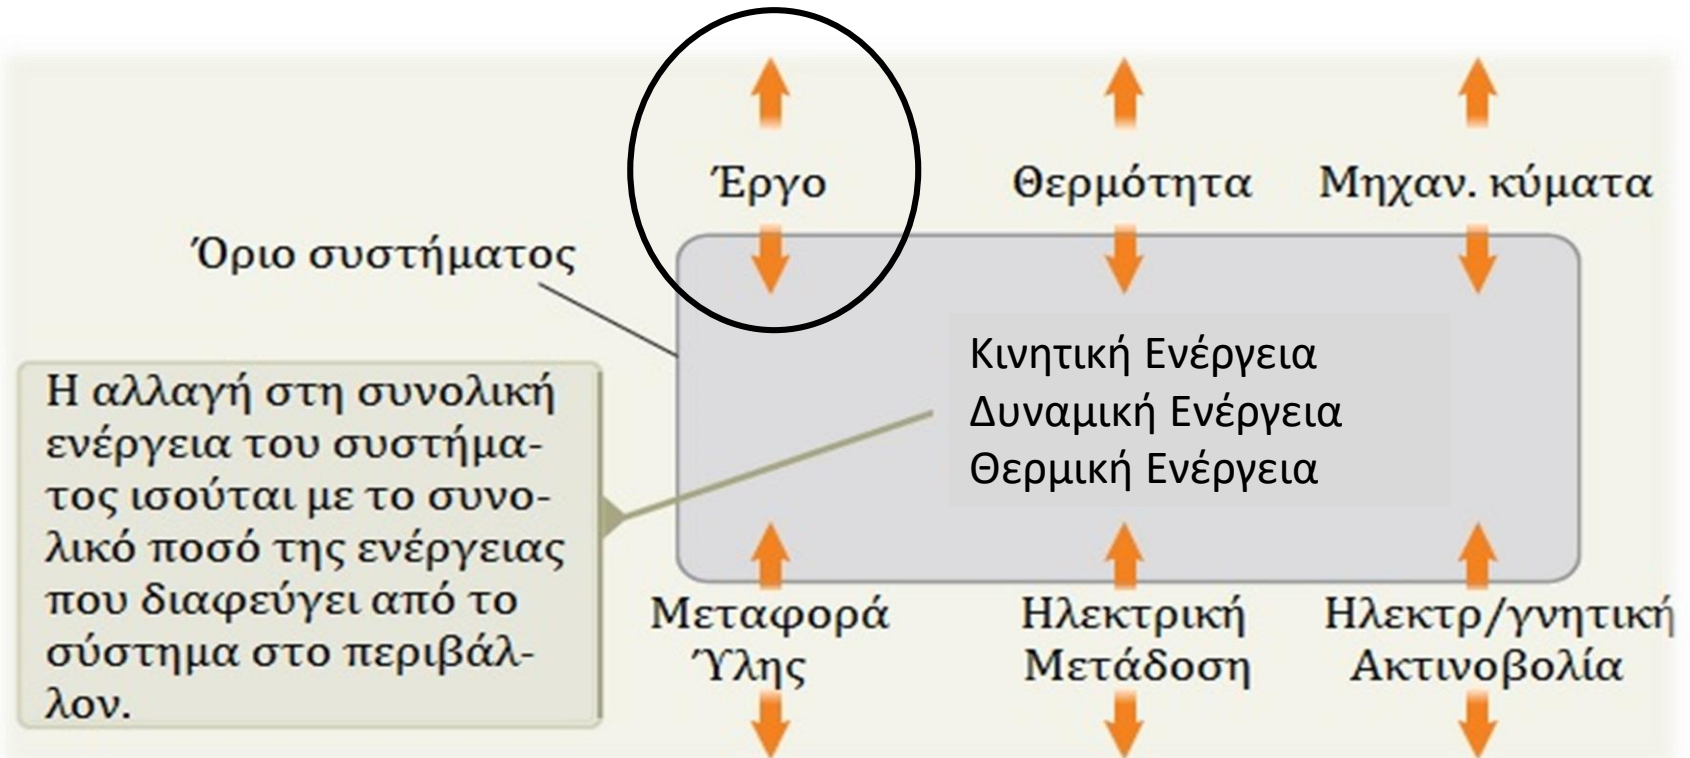 Έργο
Θερμότητα
Μηχαν. κύματα
Όριο συστήματος
Κινητική Ενέργεια
Δυναμική Ενέργεια
Θερμική Ενέργεια
Η αλλαγή στη συνολική
ενέργεια του συστήμα-
τος ισούται με το συνο-
λικό ποσό της ενέργειας
που διαφεύγει από το
σύστημα στο περιβάλ-
λον.
Μεταφορά
Ύλης
Ηλεκτρική
Μετάδοση
Ηλεκτρ/γνητική
Ακτινοβολία